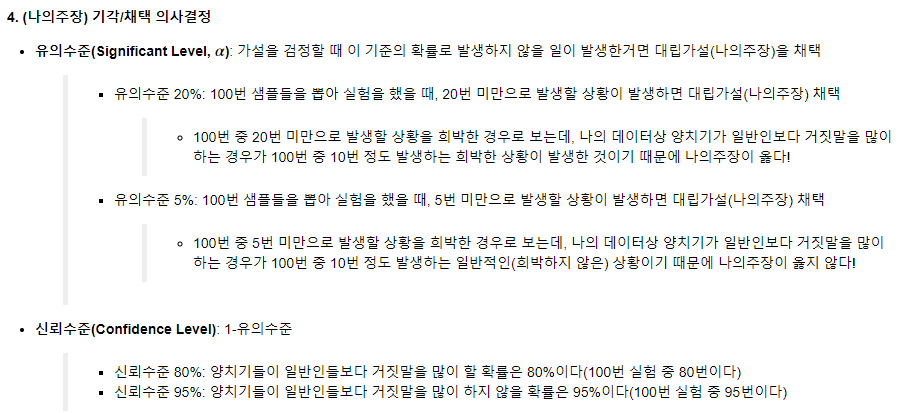 4. (나의주장) 기각/채택 의사결정
유의수준(Significant Level, α): 가설을 검정할 때 이 기준의 확률로 발생하지 않을 일이 발생한거면 대립가설(나의주장)을 채택
유의수준 20%: 100번 샘플들을 뽑아 실험을 했을 때, 20번 미만으로 발생할 상황이 발생하면 대립가설(나의주장) 채택
100번 중 20번 미만으로 발생할 상황을 희박한 경우로 보는데, 나의 데이터상 양치기가 일반인보다 거짓말을 많이
하는 경우가 100번 중 10번 정도 발생하는 희박한 상황이 발생한 것이기 때문에 나의주장이 옳다!
유의수준 5%: 100번 샘플들을 뽑아 실험을 했을 때, 5번 미만으로 발생할 상황이 발생하면 대립가설(나의주장) 채택
100번 중 5번 미만으로 발생할 상황을 희박한 경우로 보는데, 나의 데이터상 양치기가 일반인보다 거짓말을 많이
하는 경우가 100번 중 10번 정도 발생하는 일반적인(희박하지 않은) 상황이기 때문에 나의주장이 옳지 않다!
신뢰수준(Confidence Level): 1-유의수준
신뢰수준 80%: 양치기들이 일반인들보다 거짓말을 많이 할 확률은 80%이다(100번 실험 중 80번이다)
신뢰수준 95%: 양치기들이 일반인들보다 거짓말을 많이 하지 않을 확률은 95%이다(100번 실험 중 95번이다)